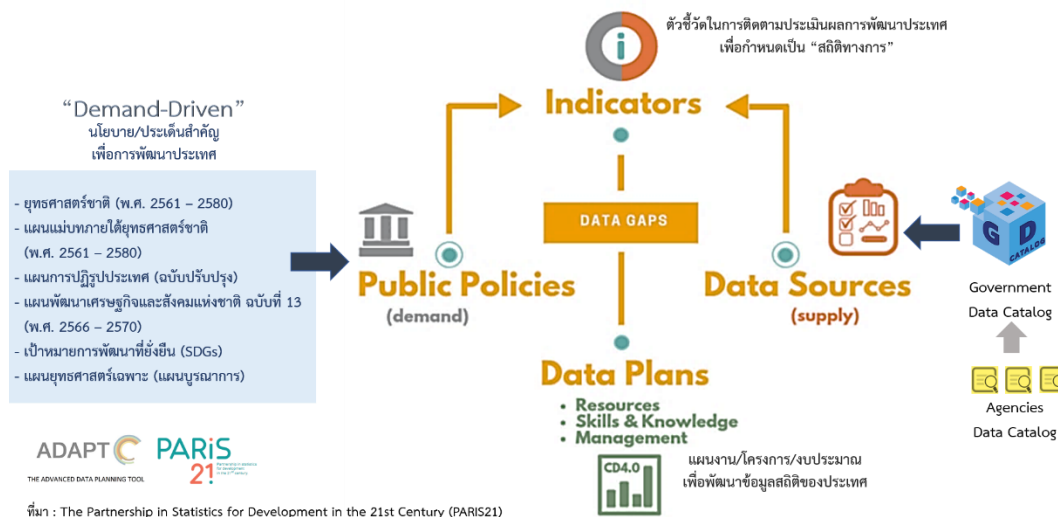 ตัวชี้วัดในการติดตามประเมินผลการพัฒนาประเทศ
เพื่อกำหนดเป็น “สถิติทางการ”
Indicators
“Demand-Driven”
นโยบาย/ประเด็นสำคัญ
เพื่อการพัฒนาประเทศ
- ยุทธศาสตร์ชาติ (พ.ศ. 2561 – 2580)
- แผนแม่บทภายใต้ยุทธศาสตร์ชาติ
(พ.ศ. 2561 – 2580)
- แผนการปฏิรูปประเทศ (ฉบับปรับปรุง)
- แผนพัฒนาเศรษฐกิจและสังคมแห่งชาติ ฉบับที่ 13
(พ.ศ. 2566 – 2570)
- เป้าหมายการพัฒนาที่ยั่งยืน (SDGs)
- แผนยุทธศาสตร์เฉพาะ (แผนบูรณาการ)
DATA GAPS
Public Policies
(demand)
Data Sources
(supply)
G D
CATALOG
Government
Data Catalog
Agencies
Data Catalog
Data Plans
• Resources
• Skills & Knowledge
• Management
CD4.0
แผนงาน/โครงการ/งบประมาณ
เพื่อพัฒนาข้อมูลสถิติของประเทศ
ADAPT
THE ADVANCED DATA PLANNING TOOL
PARiS
21
Partnership in statistics
for development
in the 21st century
ที่มา : The Partnership in Statistics for Development in the 21st Century (PARIS21)